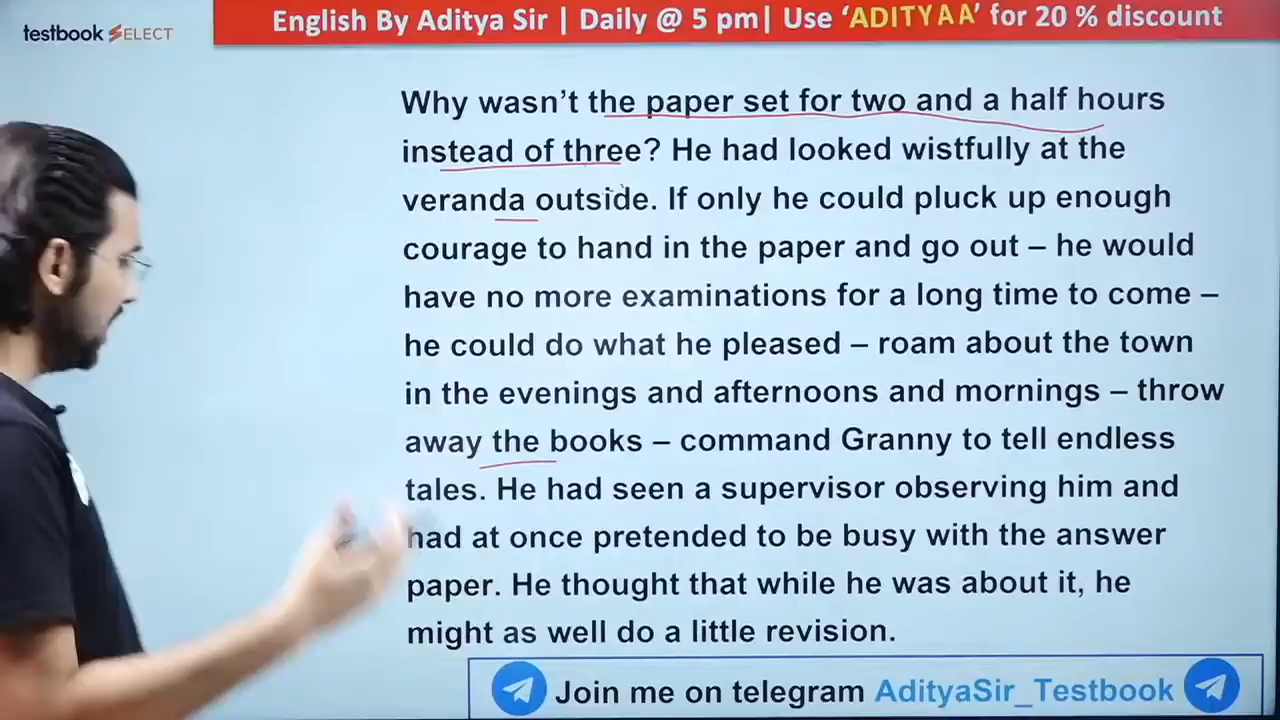 testbook SELECT
English By Aditya Sir | Daily @ 5 pm| Use ‘ADITYAA’ for 20 % discount
Why wasn’t the paper set for two and a half hours
instead of three? He had looked wistfully at the
veranda outside. If only he could pluck up enough
courage to hand in the paper and go out – he would
have no more examinations for a long time to come –
he could do what he pleased – roam about the town
in the evenings and afternoons and mornings – throw
away the books – command Granny to tell endless
tales. He had seen a supervisor observing him and
had at once pretended to be busy with the answer
paper. He thought that while he was about it, he
might as well do a little revision.
Join me on telegram AdityaSir_Testbook